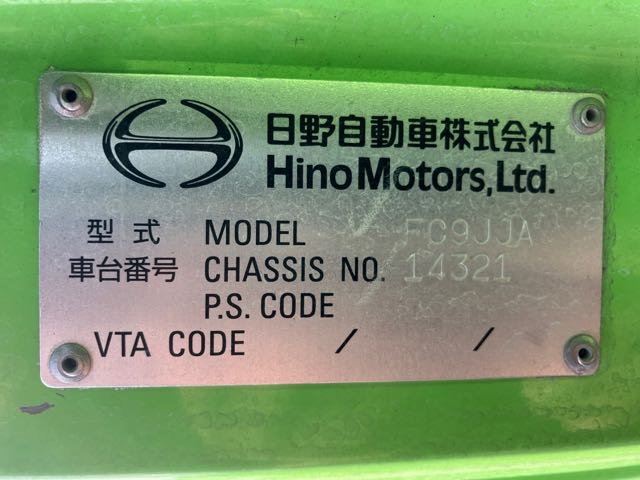 日野自動車株式会社
Hino Motors, Ltd.
型式 MODEL FC9JJA
車台番号 CHASSIS NO. 14321
P.S. CODE
VTA CODE / /